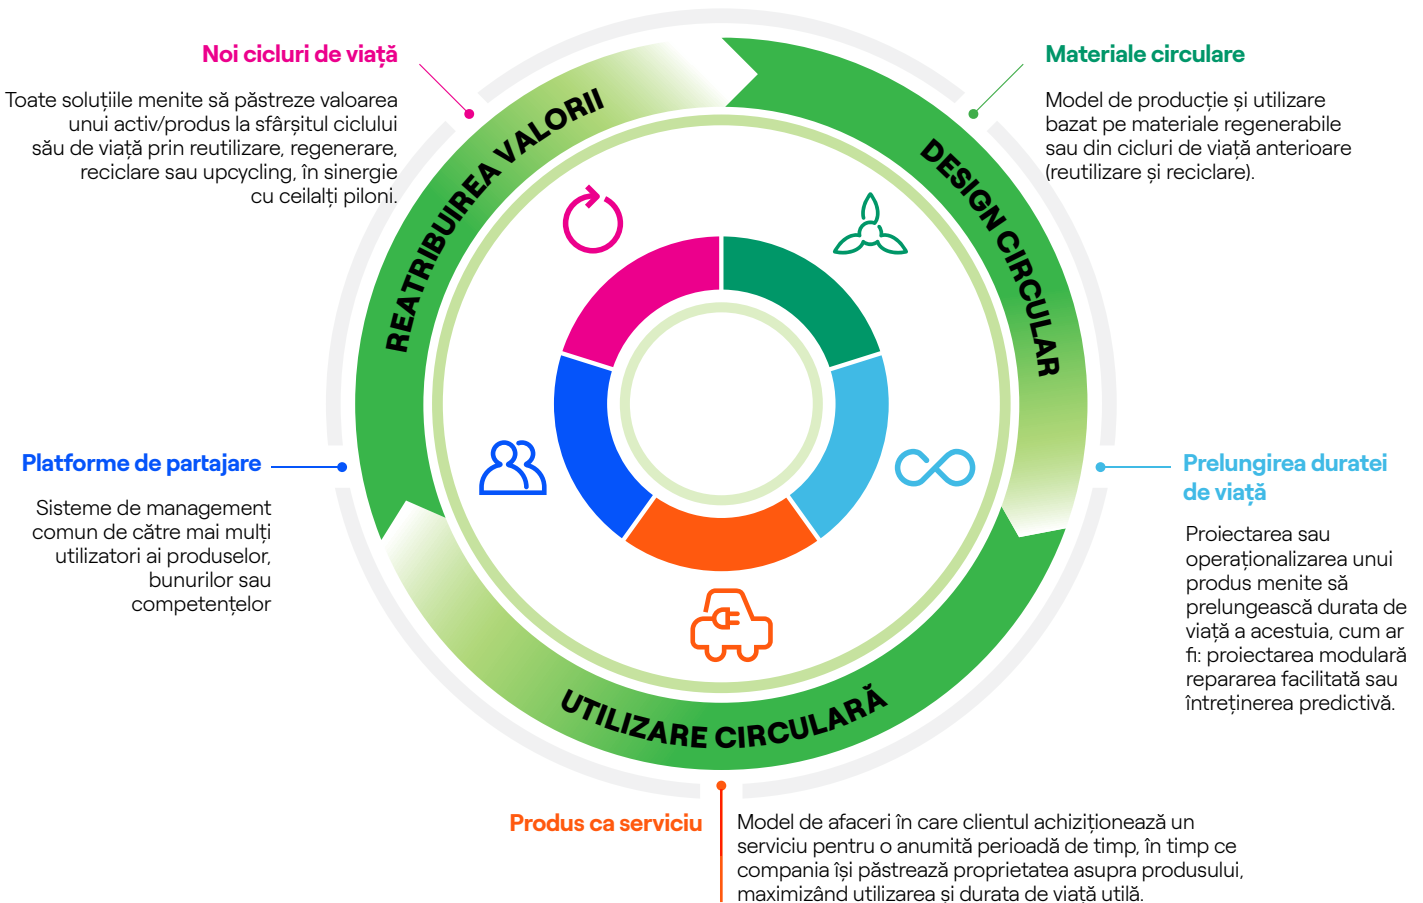 Noi cicluri de viață
Toate soluțiile menite să păstreze valoarea
unui activ/produs la sfârșitul ciclului
său de viață prin reutilizare, regenerare,
reciclare sau upcycling, în sinergie
cu ceilalți piloni.
Materiale circulare
Model de producție și utilizare
bazat pe materiale regenerabile
sau din cicluri de viață anterioare
(reutilizare și reciclare).
REATRIBUIREA VALORII
DESIGN CIRCULAR
UTILIZARE CIRCULARĂ
Platforme de partajare
Sisteme de management
comun de către mai mulți
utilizatori ai produselor,
bunurilor sau
competențelor
Prelungirea duratei
de viață
Proiectarea sau
operaționalizarea unui
produs menite să
prelungească durata de
viață a acestuia, cum ar
fi: proiectarea modulară
repararea facilitată sau
întreținerea predictivă.
Produs ca serviciu
Model de afaceri în care clientul achiziționează un
serviciu pentru o anumită perioadă de timp, în timp ce
compania își păstrează proprietatea asupra produsului,
maximizând utilizarea și durata de viață utilă.